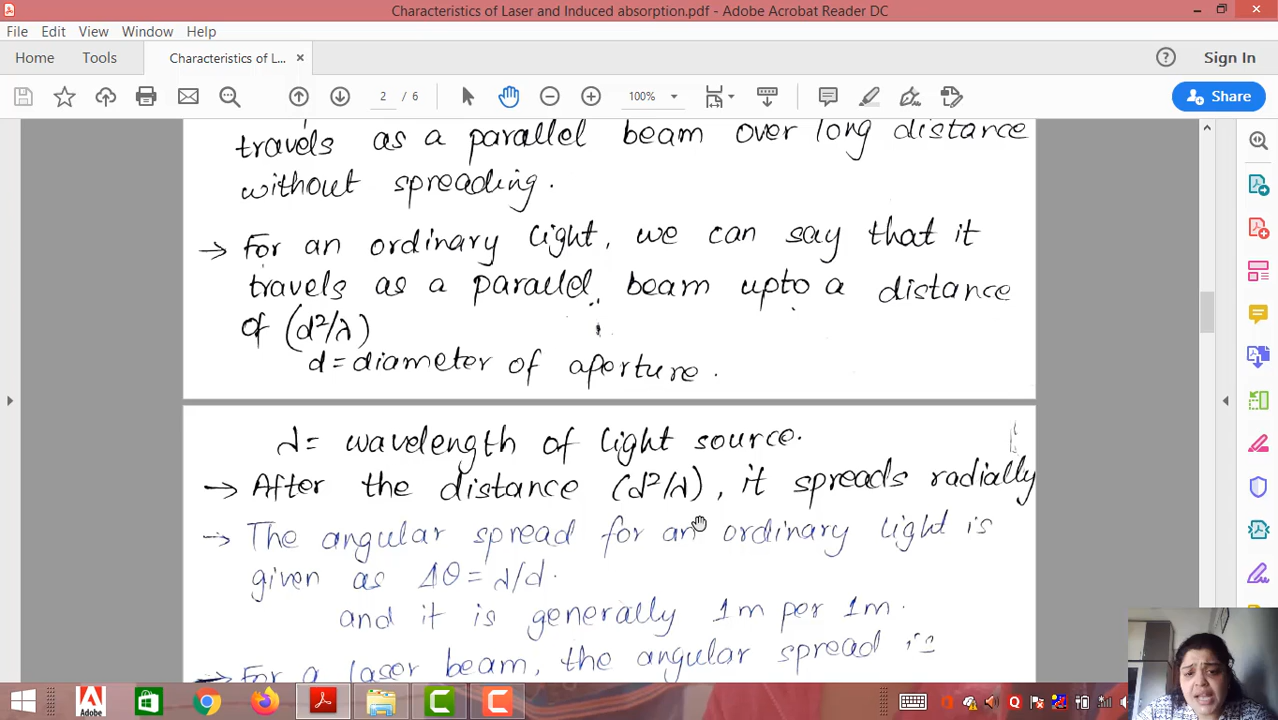 Characteristics of Laser and Induced absorption.pdf - Adobe Acrobat Reader DC
File Edit View Window Help
Home Tools Characteristics of L... × Sign In
2 / 6 100% Share
travels as a parallel beam over long distance
without spreading.
→ For an ordinary light, we can say that it
travels as a parallel beam upto a distance
of (d²/λ)
d = diameter of aperture.
λ = wavelength of light source.
→ After the distance (d²/λ), it spreads radially
→ The angular spread for an ordinary light is
given as Δθ = λ/d.
and it is generally 1m per 1m.
→ For a laser beam, the angular spread is
Adobe